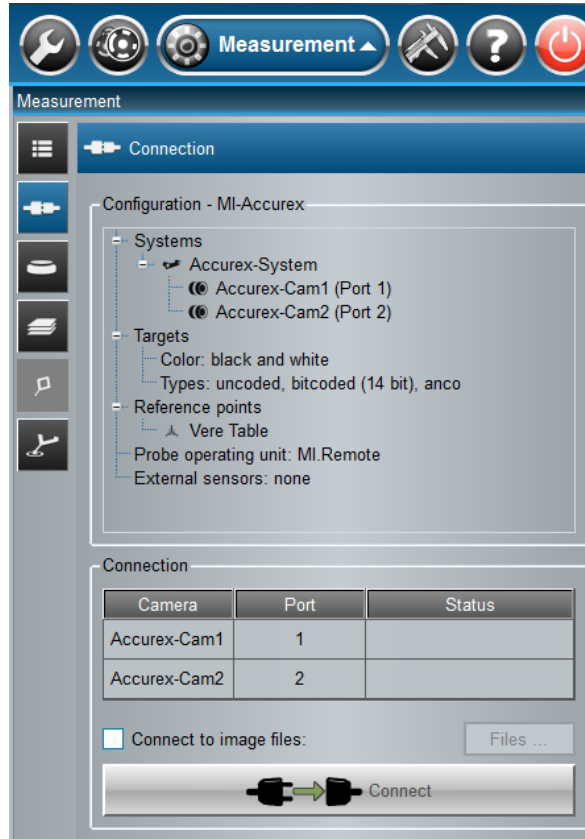 Measurement
Measurement
Connection
Configuration - MI-Accurex
Systems
Accurex-System
Accurex-Cam1 (Port 1)
Accurex-Cam2 (Port 2)
Targets
Color: black and white
Types: uncoded, bitcoded (14 bit), anco
Reference points
Vere Table
Probe operating unit: MI.Remote
External sensors: none
Connection
Camera Port Status
Accurex-Cam1 1
Accurex-Cam2 2
Connect to image files: Files ...
Connect